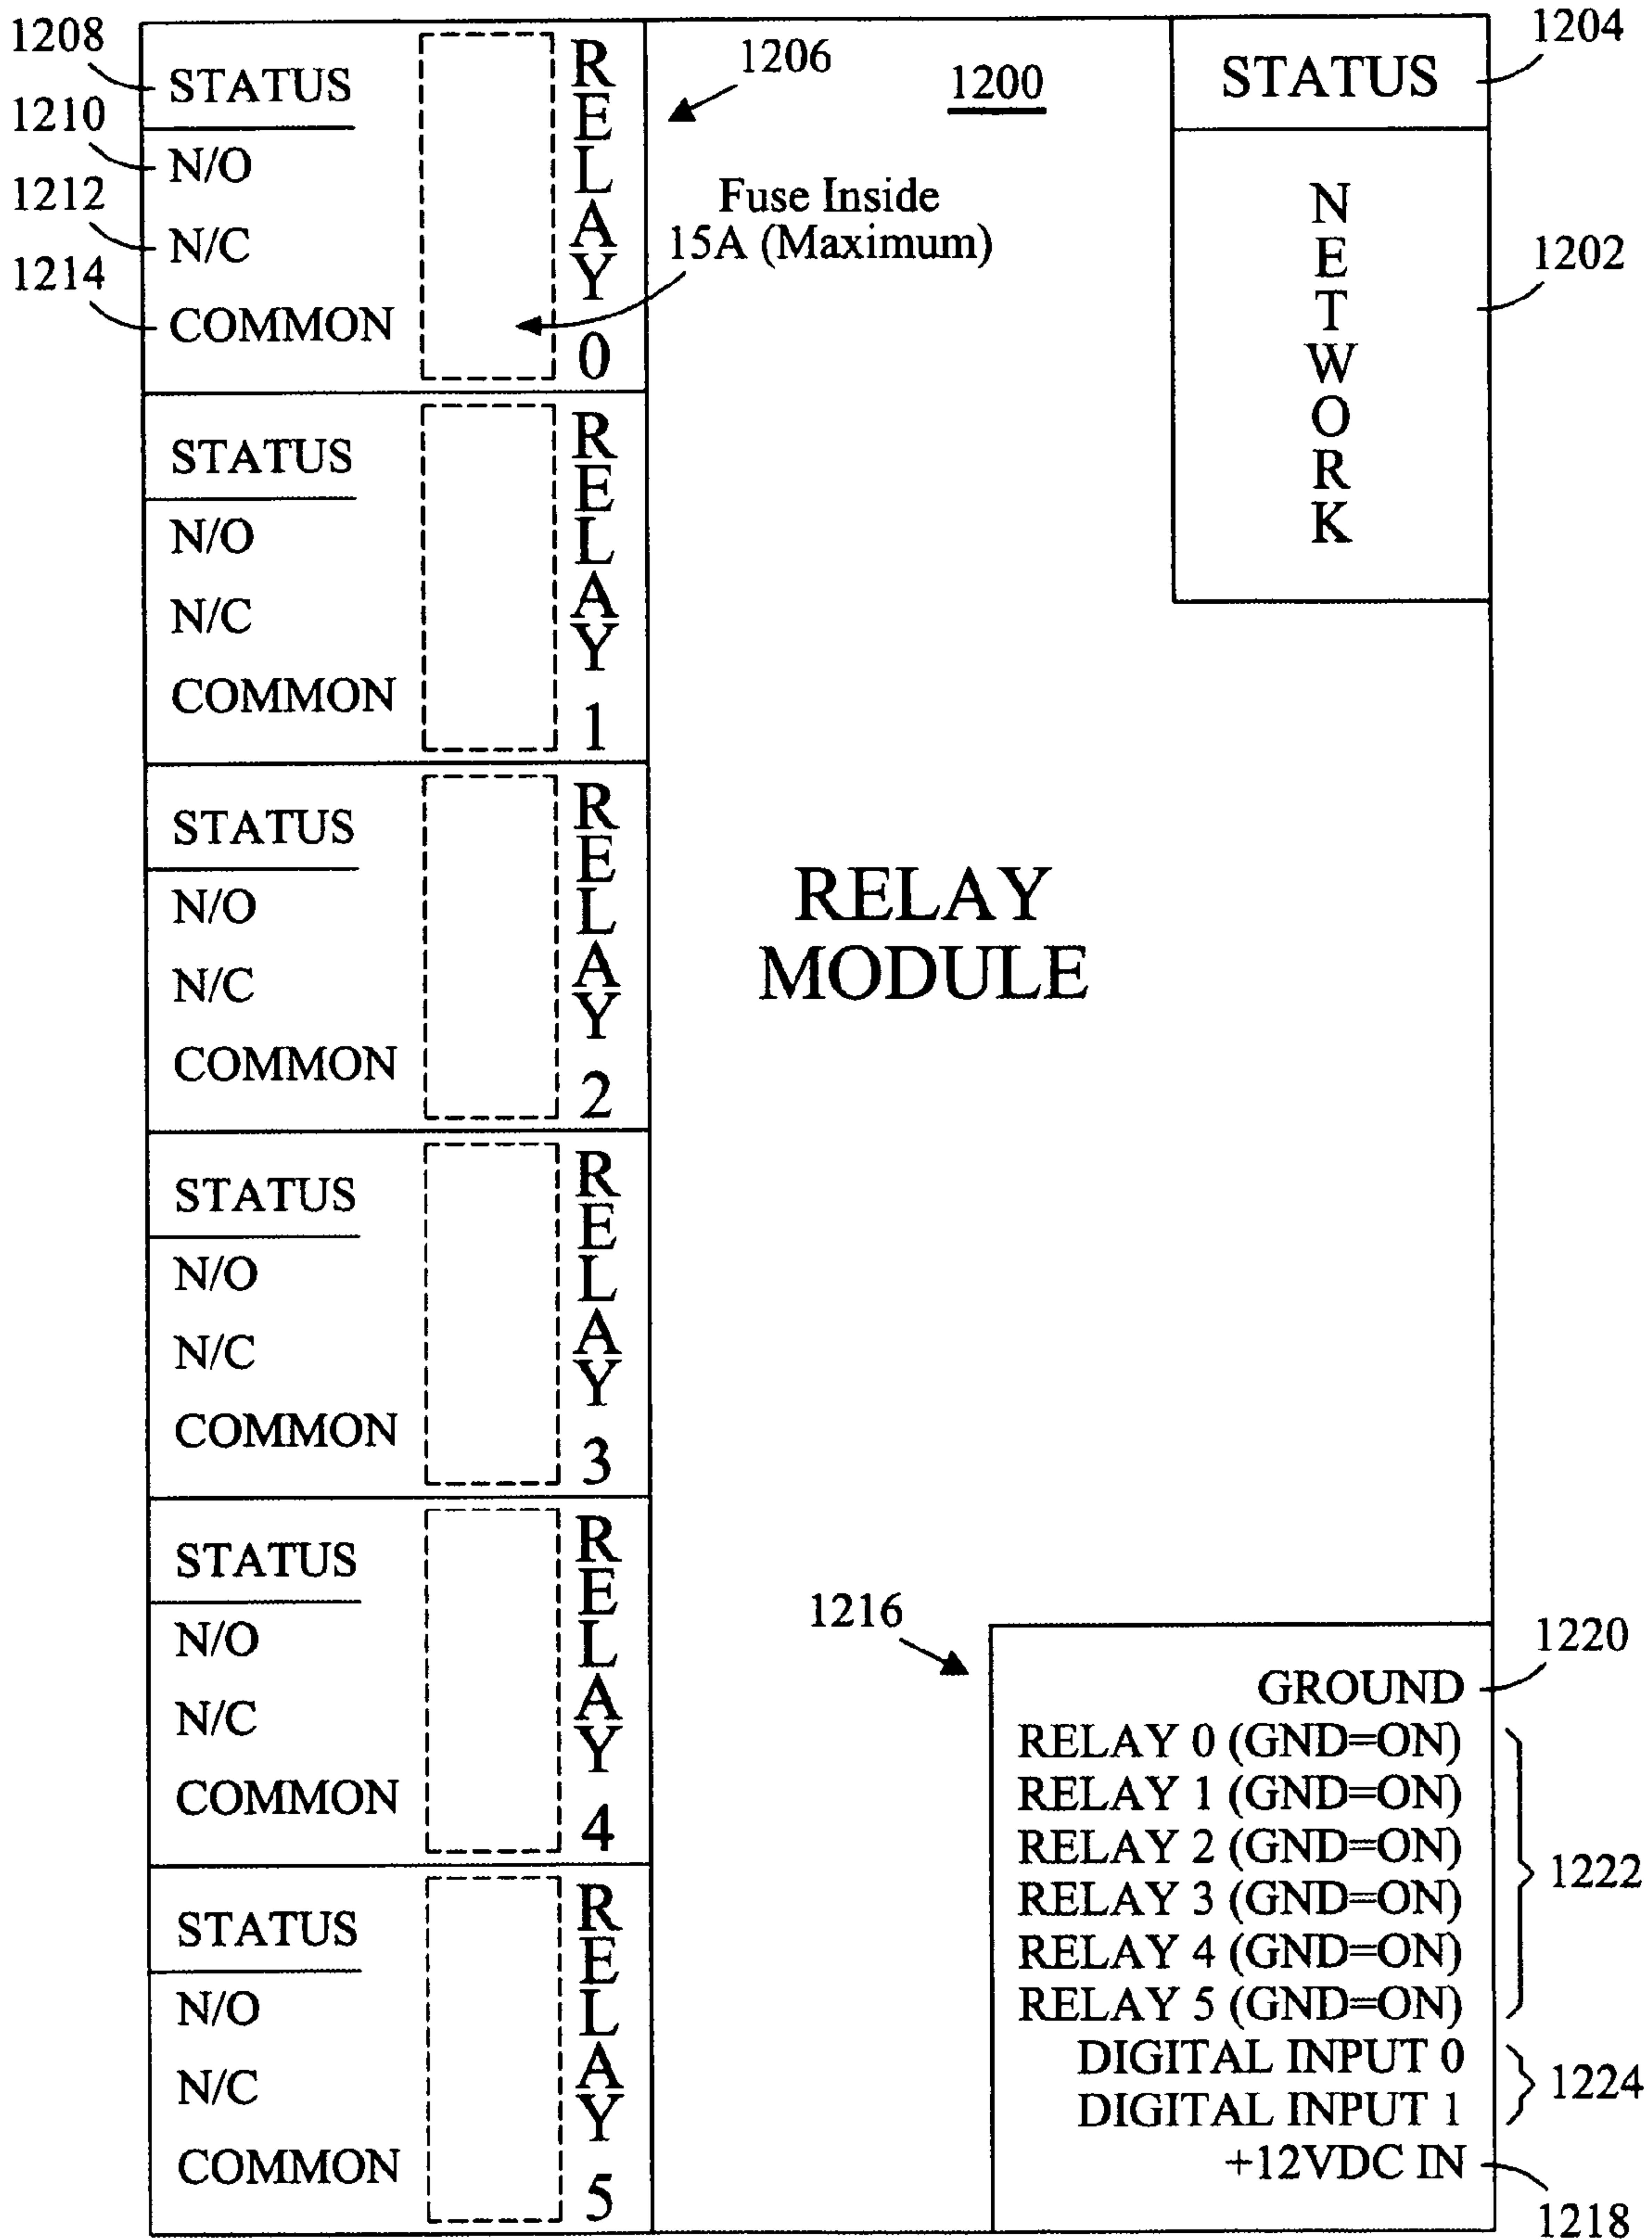 1208
STATUS
1210
N/O
1212
N/C
1214
COMMON
RELAY 0
1206
Fuse Inside
15A (Maximum)
1200
STATUS
1204
NETWORK
1202
STATUS
N/O
N/C
COMMON
RELAY 1
STATUS
N/O
N/C
COMMON
RELAY 2
RELAY
MODULE
STATUS
N/O
N/C
COMMON
RELAY 3
STATUS
N/O
N/C
COMMON
RELAY 4
STATUS
N/O
N/C
COMMON
RELAY 5
1216
GROUND
1220
RELAY 0 (GND=ON)
RELAY 1 (GND=ON)
RELAY 2 (GND=ON)
RELAY 3 (GND=ON)
RELAY 4 (GND=ON)
RELAY 5 (GND=ON)
1222
DIGITAL INPUT 0
DIGITAL INPUT 1
1224
+12VDC IN
1218